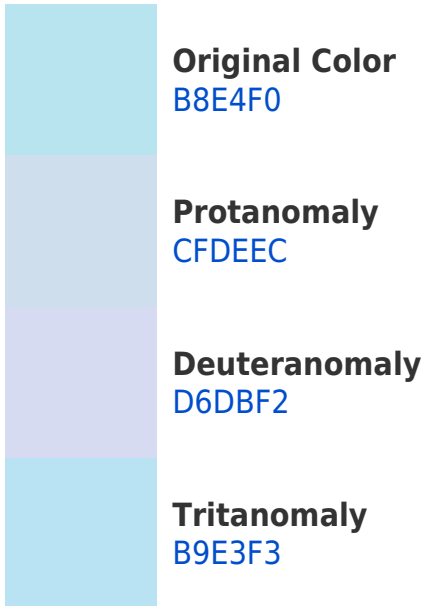 Original Color
B8E4F0
Protanomaly
CFDEEC
Deuteranomaly
D6DBF2
Tritanomaly
B9E3F3